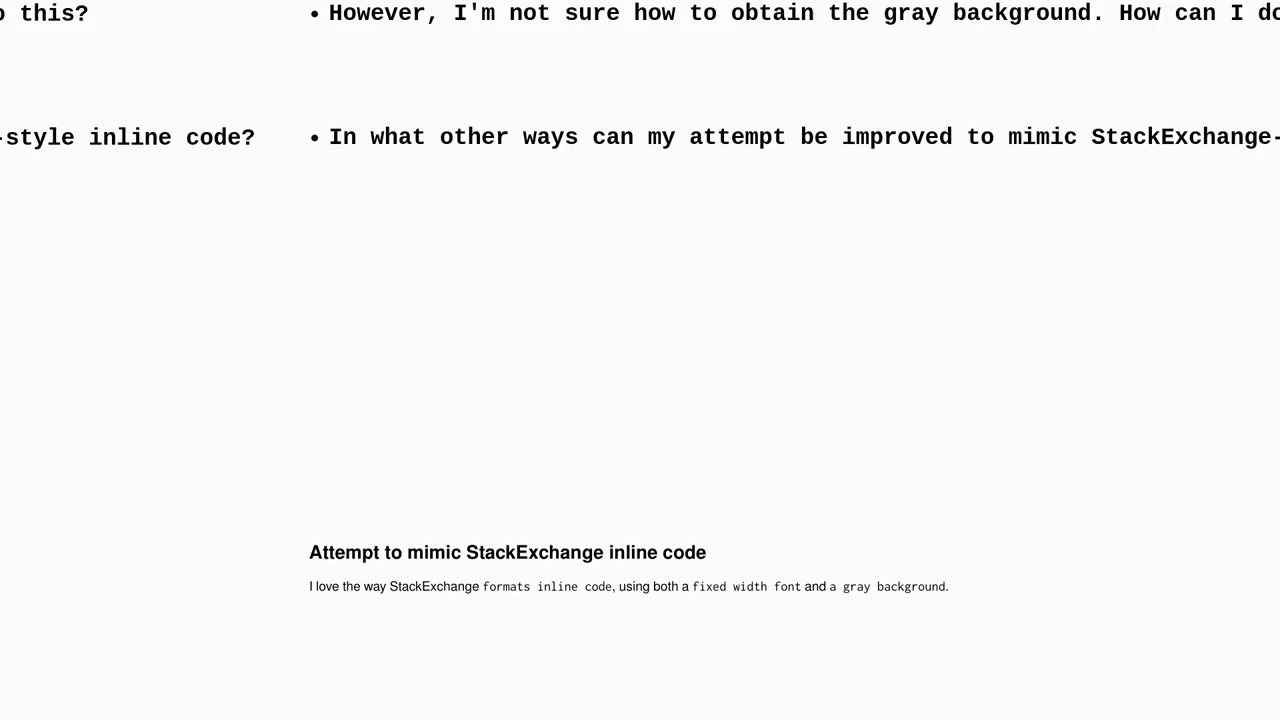 o this?
• However, I'm not sure how to obtain the gray background. How can I do
-style inline code?
• In what other ways can my attempt be improved to mimic StackExchange-
Attempt to mimic StackExchange inline code
I love the way StackExchange formats inline code, using both a fixed width font and a gray background.